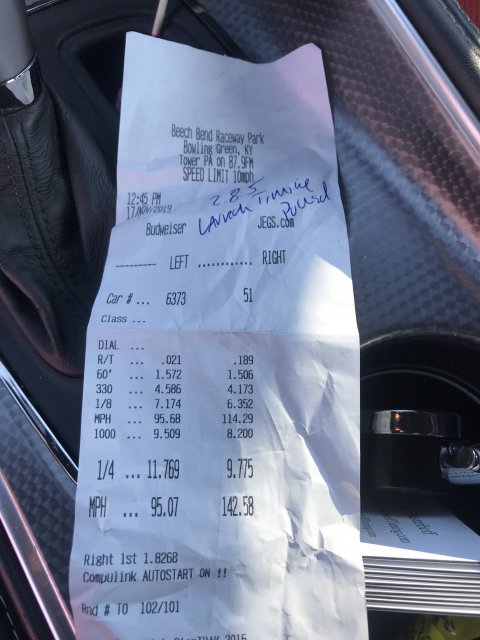 Beech Bend Raceway Park
Bowling Green, KY
Tower PA on 87.9FM
SPEED LIMIT 10mph
12:45 PM
17/NOV/2019
2.85
Launch Timing
Pulled
Budweiser JEGS.com
--------- LEFT ........... RIGHT
Car # ... 6373 51
Class ...
DIAL ...
R/T ... .021 .189
60' ... 1.572 1.506
330 ... 4.586 4.173
1/8 ... 7.174 6.352
MPH ... 95.68 114.29
1000 ... 9.509 8.200
1/4 ... 11.769 9.775
MPH ... 95.07 142.58
Right 1st 1.8268
Compulink AUTOSTART ON !!
Rnd # TO 102/101